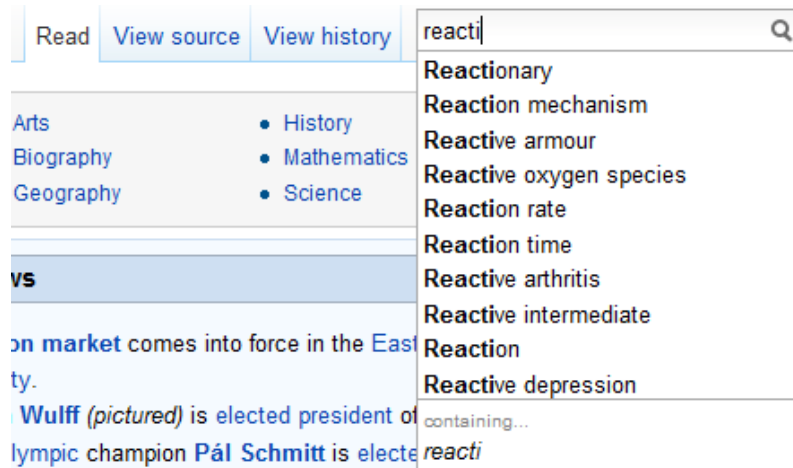 Read View source View history
reacti
Reactionary
Reaction mechanism
Reactive armour
Reactive oxygen species
Reaction rate
Reaction time
Reactive arthritis
Reactive intermediate
Reaction
Reactive depression
containing...
reacti
Arts • History
Biography • Mathematics
Geography • Science
ws
on market comes into force in the East
ty.
Wulff (pictured) is elected president of
lympic champion Pál Schmitt is electe